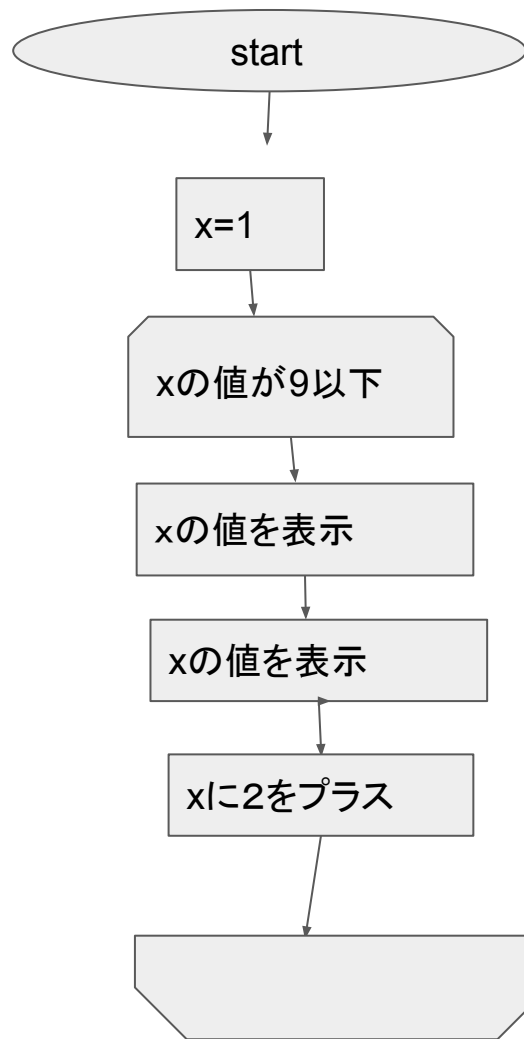 start
x=1
xの値が9以下
xの値を表示
xの値を表示
xに２をプラス